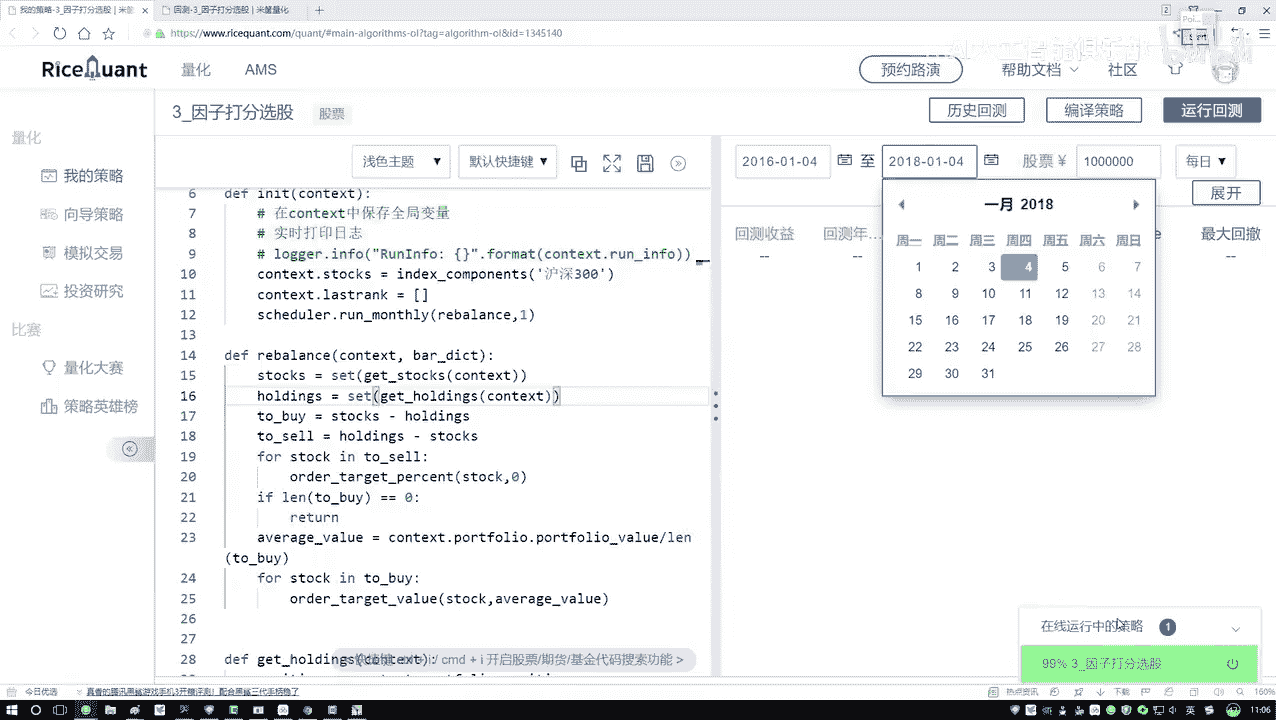 我的策略-3_因子打分选股 | 米筐
回测-3_因子打分选股 | 米筐量化
https://www.ricequant.com/quant/#main-algorithms-ol?tag=algorithm-ol&id=1345140
RiceQuant 量化 AMS 预约路演 帮助文档 社区
3_因子打分选股 股票 历史回测 编译策略 运行回测
量化
我的策略
向导策略
模拟交易
投资研究
比赛
量化大赛
策略英雄榜
浅色主题 默认快捷键
6 def init(context):
7 # 在context中保存全局变量
8 # 实时打印日志
9 # logger.info("RunInfo: {}".format(context.run_info))
10 context.stocks = index_components('沪深300')
11 context.lastrank = []
12 scheduler.run_monthly(rebalance,1)
13
14 def rebalance(context, bar_dict):
15 stocks = set(get_stocks(context))
16 holdings = set(get_holdings(context))
17 to_buy = stocks - holdings
18 to_sell = holdings - stocks
19 for stock in to_sell:
20 order_target_percent(stock,0)
21 if len(to_buy) == 0:
22 return
23 average_value = context.portfolio.portfolio_value/len
(to_buy)
24 for stock in to_buy:
25 order_target_value(stock,average_value)
26
27
28 def get_holdings(context):
/ cmd + i 开启股票/期货/基金代码搜索功能 >
2016-01-04 至 2018-01-04 股票 ¥ 1000000 每日
展开
回测收益 回测年... 最大回撤
-- -- --
一月 2018
周一 周二 周三 周四 周五 周六 周日
1 2 3 4 5 6 7
8 9 10 11 12 13 14
15 16 17 18 19 20 21
22 23 24 25 26 27 28
29 30 31
在线运行中的策略 1
99% 3_因子打分选股
今日优选
热点资讯 下载 160%
英 11:06